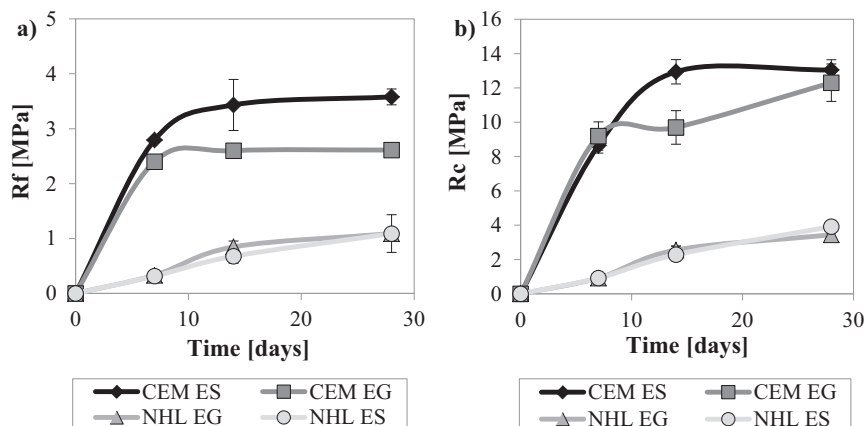 a)
5
4
3
2
1
0
Rf [MPa]
0 10 20 30
Time [days]
CEM ES CEM EG
NHL EG NHL ES
b)
16
14
12
10
8
6
4
2
0
Rc [MPa]
0 10 20 30
Time [days]
CEM ES CEM EG
NHL EG NHL ES